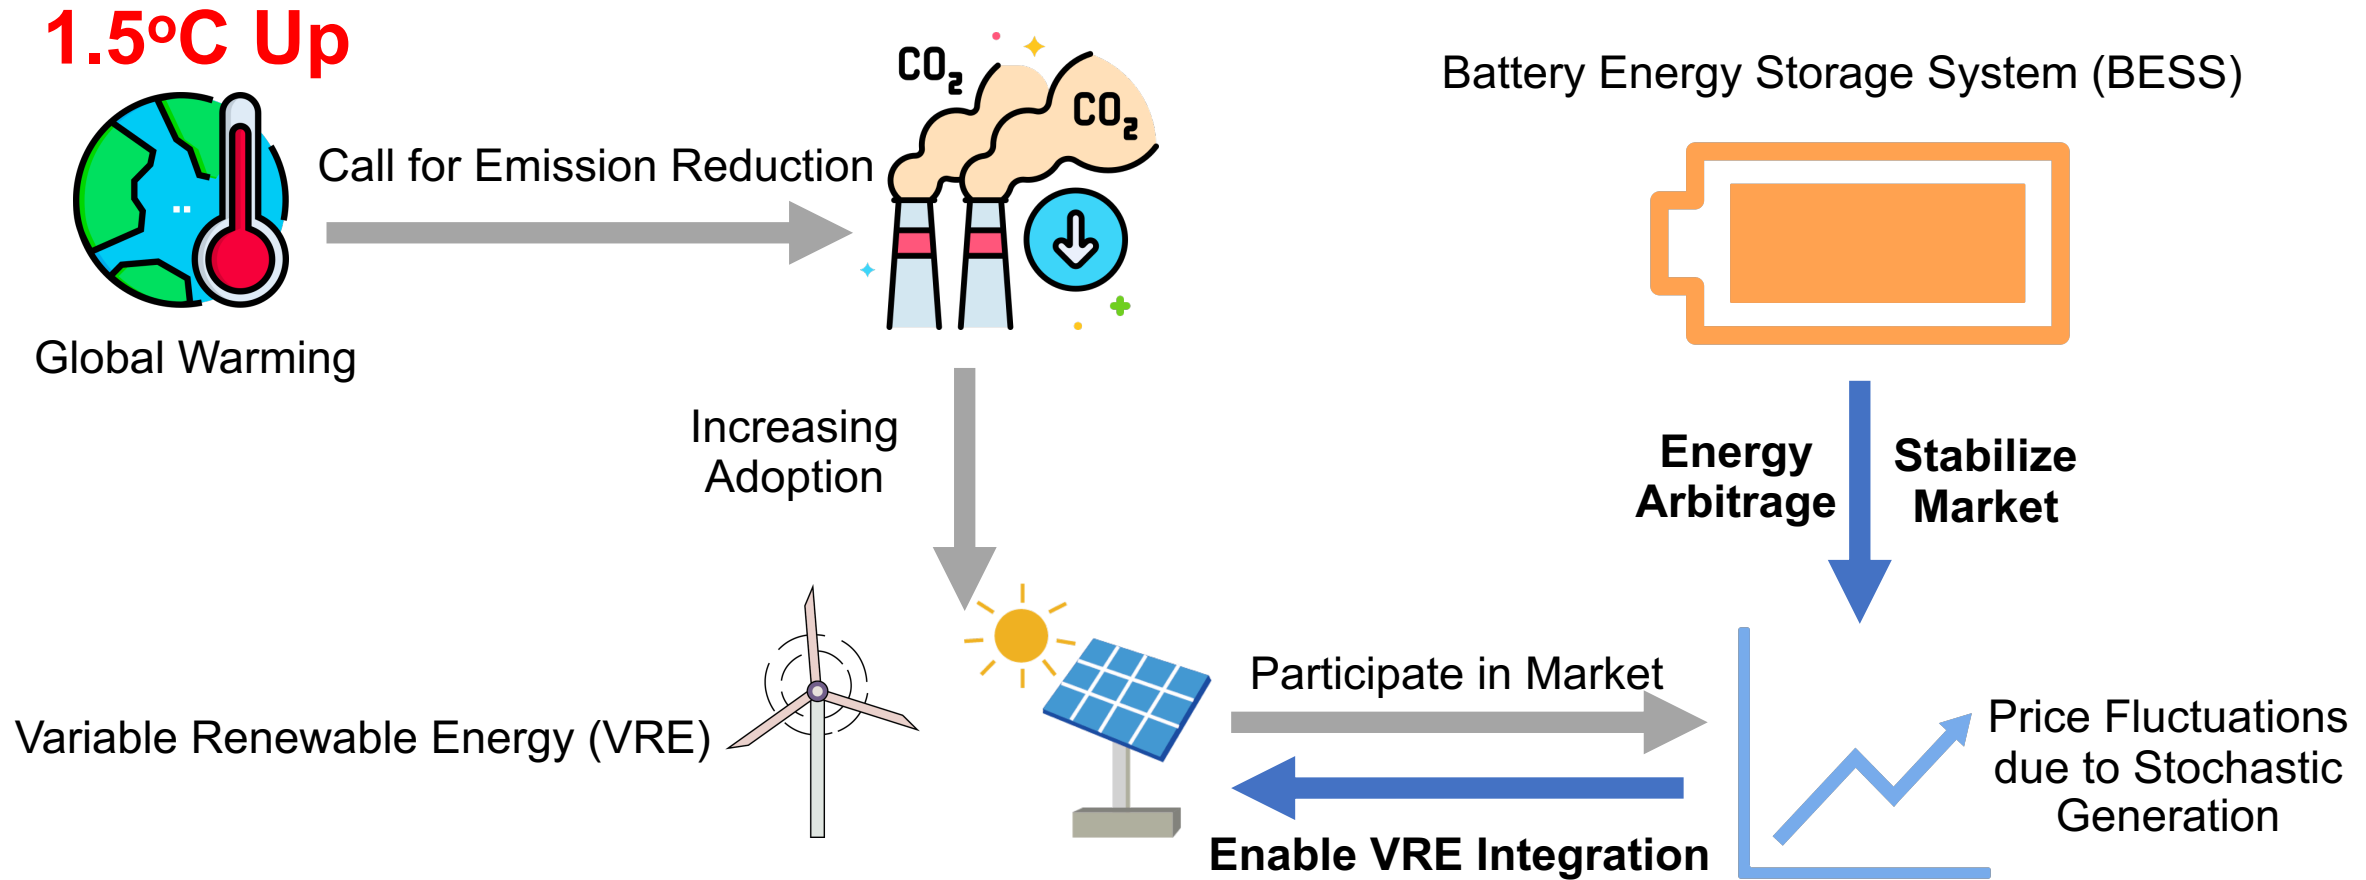 1.5°C Up
CO₂
CO₂
Battery Energy Storage System (BESS)
Call for Emission Reduction
Global Warming
Increasing
Adoption
Energy
Arbitrage
Stabilize
Market
Variable Renewable Energy (VRE)
Participate in Market
Price Fluctuations
due to Stochastic
Generation
Enable VRE Integration